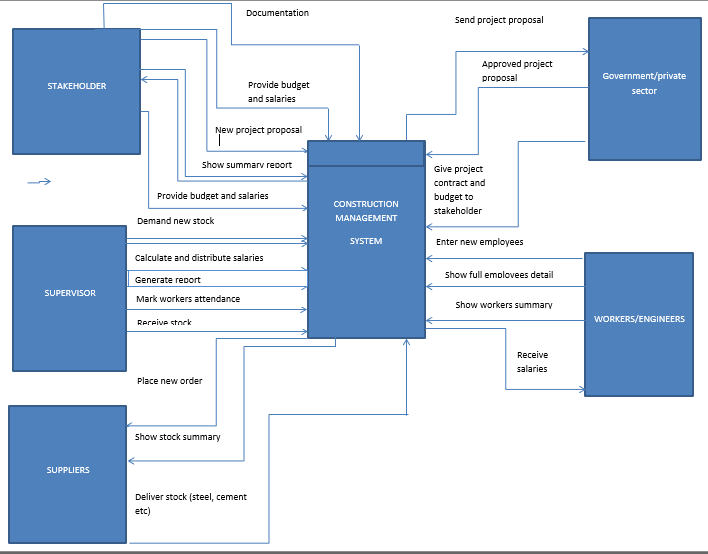 Documentation
Send project proposal
STAKEHOLDER
Provide budget
and salaries
Approved project
proposal
Government/private
sector
New project proposal
Show summary report
Give project
contract and
budget to
stakeholder
Provide budget and salaries
CONSTRUCTION
MANAGEMENT
SYSTEM
Demand new stock
Enter new employees
Calculate and distribute salaries
Show full employees detail
Generate report
SUPERVISOR
Mark workers attendance
Show workers summary
WORKERS/ENGINEERS
Receive stock
Receive
salaries
Place new order
Show stock summary
SUPPLIERS
Deliver stock (steel, cement
etc)